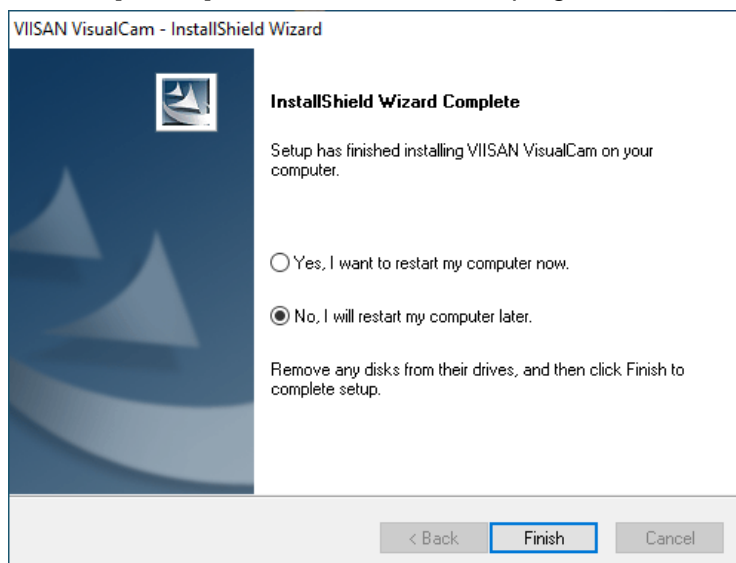 VIISAN VisualCam - InstallShield Wizard
InstallShield Wizard Complete
Setup has finished installing VIISAN VisualCam on your
computer.
Yes, I want to restart my computer now.
No, I will restart my computer later.
Remove any disks from their drives, and then click Finish to
complete setup.
< Back
Finish
Cancel